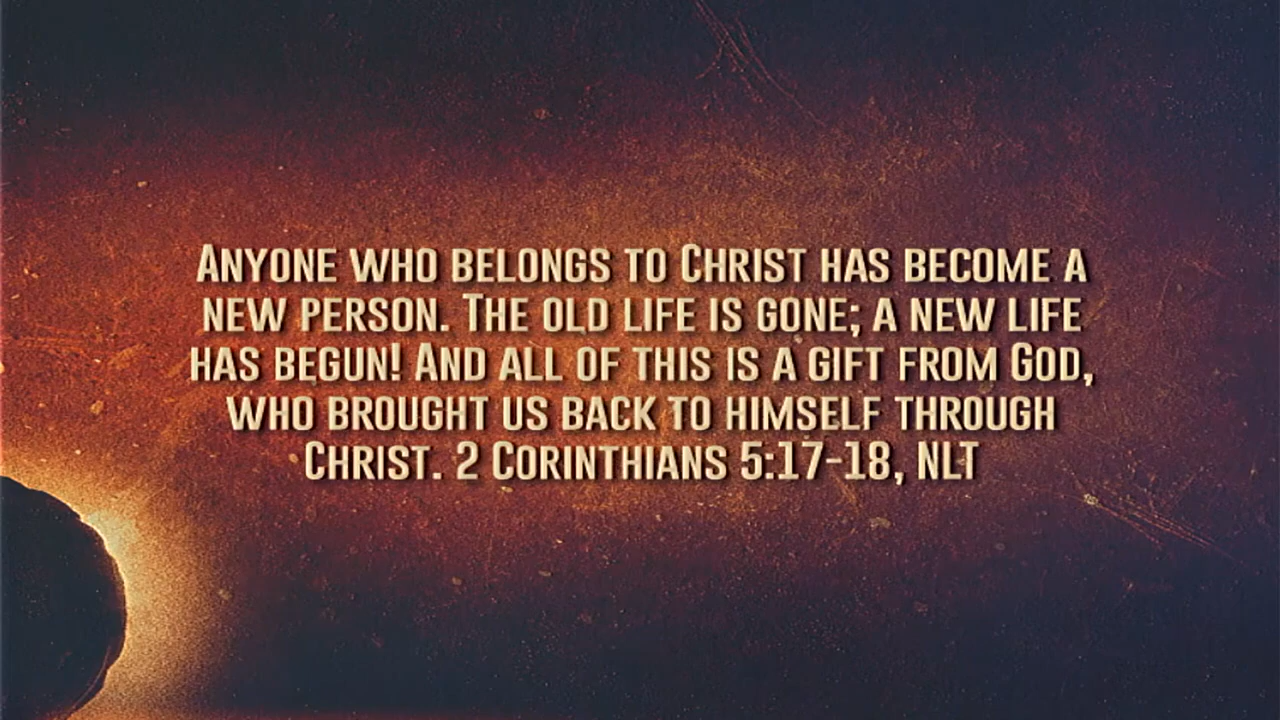 Anyone who belongs to Christ has become a
new person. The old life is gone; a new life
has begun! And all of this is a gift from God,
who brought us back to himself through
Christ. 2 Corinthians 5:17-18, NLT